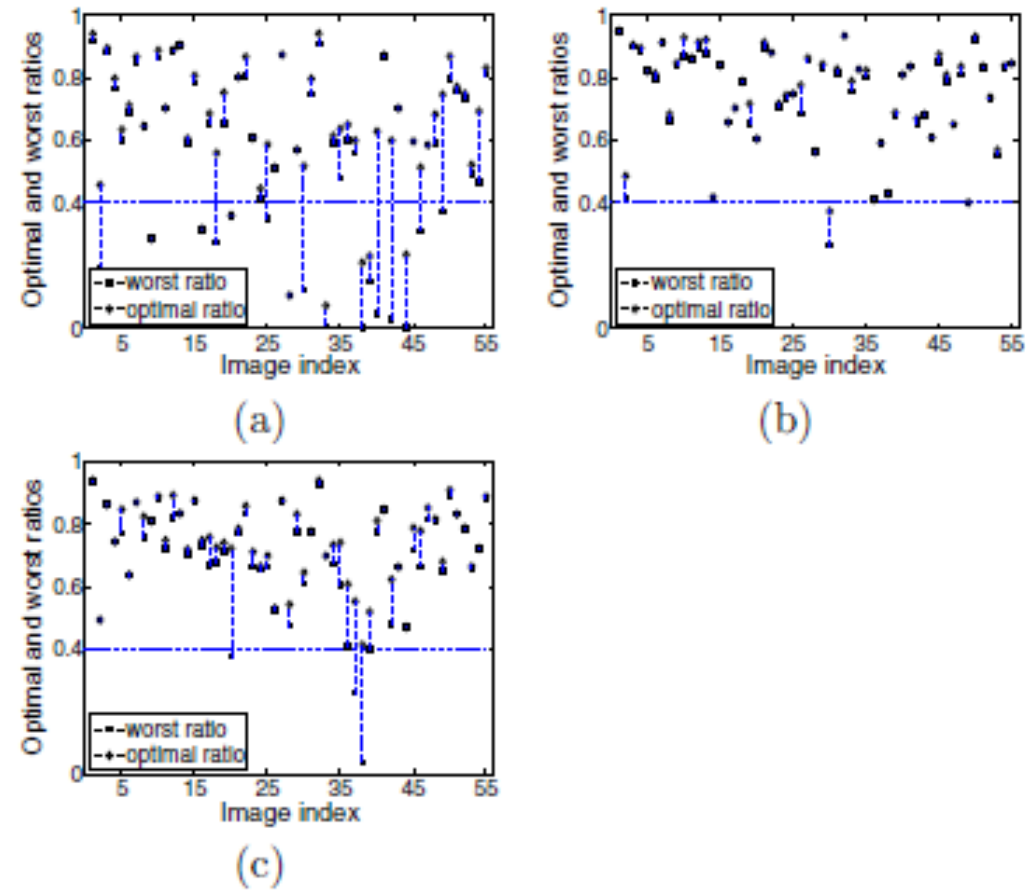 Optimal and worst ratios
1
0.8
0.6
0.4
0
worst ratio
optimal ratio
5 15 25 35 45 55
Image index
(a)
Optimal and worst ratios
1
0.8
0.6
0.4
0
worst ratio
optimal ratio
5 15 25 35 45 55
Image index
(b)
Optimal and worst ratios
1
0.8
0.6
0.4
0
worst ratio
optimal ratio
5 15 25 35 45 55
Image index
(c)